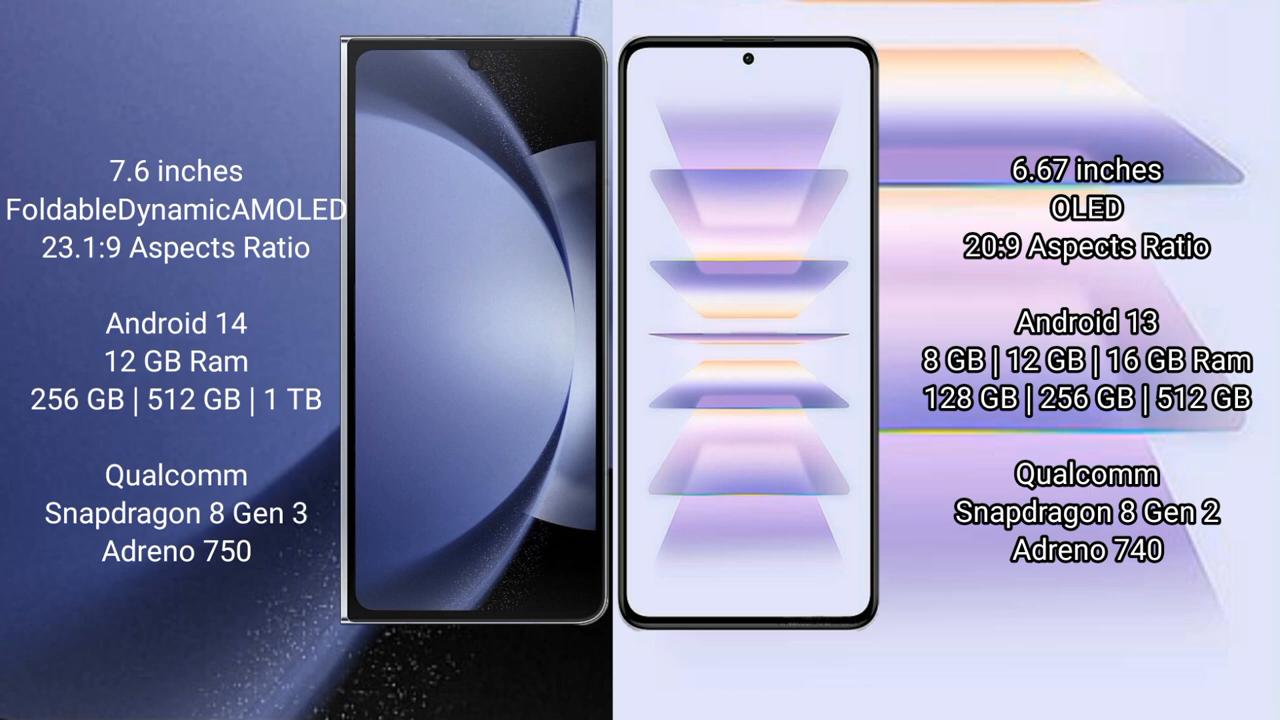 7.6 inches
FoldableDynamicAMOLED
23.1:9 Aspects Ratio
Android 14
12 GB Ram
256 GB | 512 GB | 1 TB
Qualcomm
Snapdragon 8 Gen 3
Adreno 750
6.67 inches
OLED
20:9 Aspects Ratio
Android 13
8 GB | 12 GB | 16 GB Ram
128 GB | 256 GB | 512 GB
Qualcomm
Snapdragon 8 Gen 2
Adreno 740